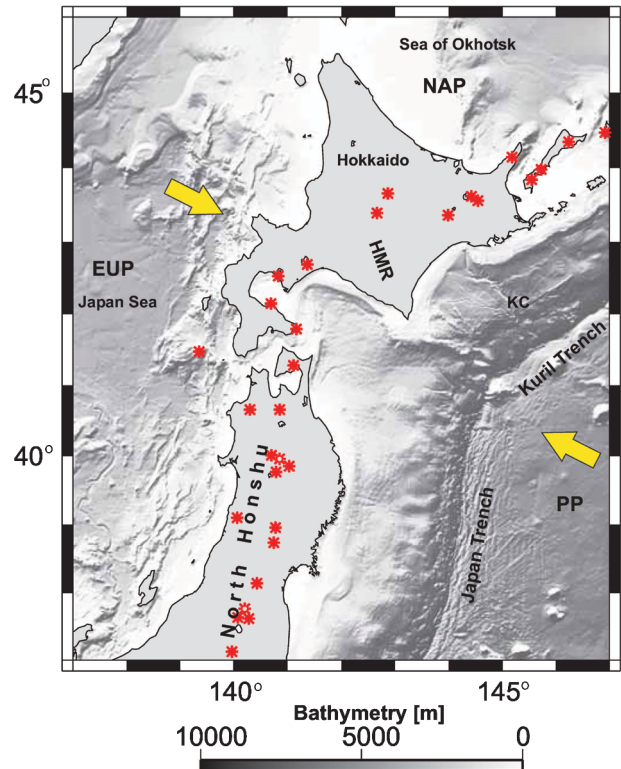 Sea of Okhotsk
NAP
45°
Hokkaido
HMR
EUP
Japan Sea
KC
Kuril Trench
40°
North Honshu
Japan Trench
PP
140°
145°
Bathymetry [m]
10000
5000
0